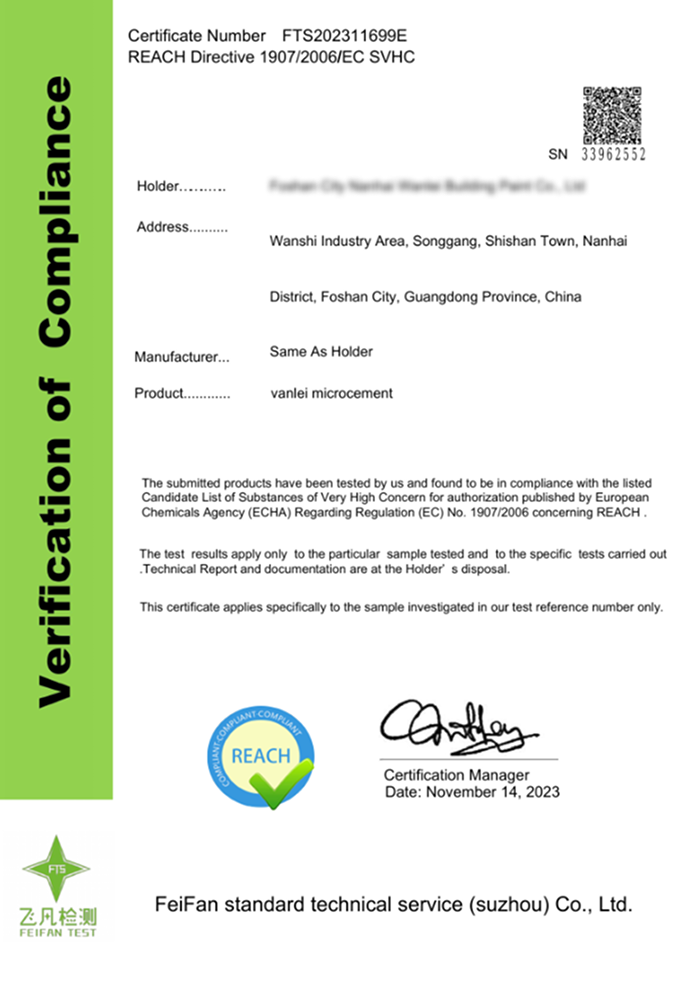 Certificate Number FTS202311699E
REACH Directive 1907/2006/EC SVHC
SN 33962552
Holder..........
Address..........
Wanshi Industry Area, Songgang, Shishan Town, Nanhai
District, Foshan City, Guangdong Province, China
Manufacturer...
Same As Holder
Product............
vanlei microcement
The submitted products have been tested by us and found to be in compliance with the listed
Candidate List of Substances of Very High Concern for authorization published by European
Chemicals Agency (ECHA) Regarding Regulation (EC) No. 1907/2006 concerning REACH .
The test results apply only to the particular sample tested and to the specific tests carried out
.Technical Report and documentation are at the Holder’ s disposal.
This certificate applies specifically to the sample investigated in our test reference number only.
Verification of Compliance
COMPLIANT·COMPLIANT COMPLIANT
REACH
Certification Manager
Date: November 14, 2023
FTS
飞凡检测
FEIFAN TEST
FeiFan standard technical service (suzhou) Co., Ltd.